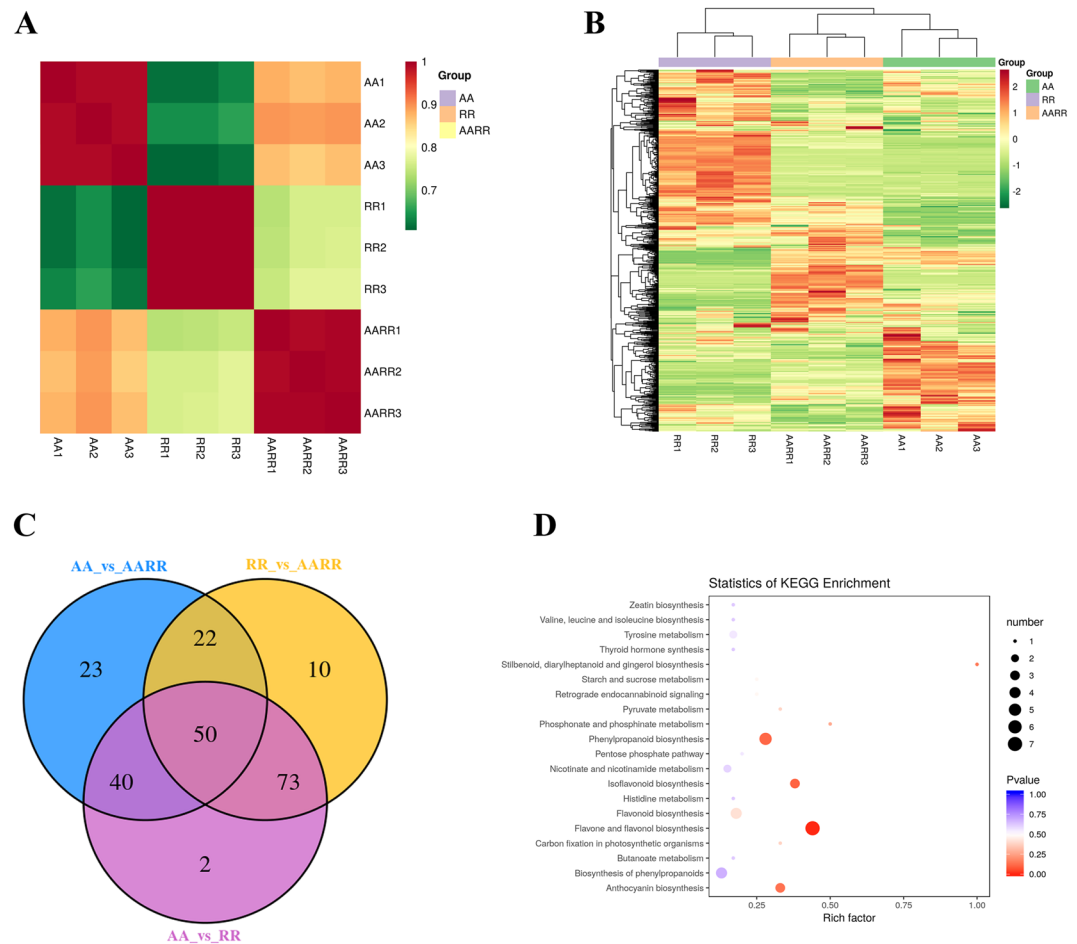 A
AA1
AA2
AA3
RR1
RR2
RR3
AARR1
AARR2
AARR3
AA1
AA2
AA3
RR1
RR2
RR3
AARR1
AARR2
AARR3
1
0.9
0.8
0.7
Group
AA
RR
AARR
B
Group
2
1
0
-1
-2
Group
AA
RR
AARR
RR1
RR2
RR3
AARR1
AARR2
AARR3
AA1
AA2
AA3
C
AA_vs_AARR
RR_vs_AARR
23
22
10
50
40
73
2
AA_vs_RR
D
Statistics of KEGG Enrichment
Zeatin biosynthesis
Valine, leucine and isoleucine biosynthesis
Tyrosine metabolism
Thyroid hormone synthesis
Stilbenoid, diarylheptanoid and gingerol biosynthesis
Starch and sucrose metabolism
Retrograde endocannabinoid signaling
Pyruvate metabolism
Phosphonate and phosphinate metabolism
Phenylpropanoid biosynthesis
Pentose phosphate pathway
Nicotinate and nicotinamide metabolism
Isoflavonoid biosynthesis
Histidine metabolism
Flavonoid biosynthesis
Flavone and flavonol biosynthesis
Carbon fixation in photosynthetic organisms
Butanoate metabolism
Biosynthesis of phenylpropanoids
Anthocyanin biosynthesis
0.25
0.50
0.75
1.00
Rich factor
number
1
2
3
4
5
6
7
Pvalue
1.00
0.75
0.50
0.25
0.00